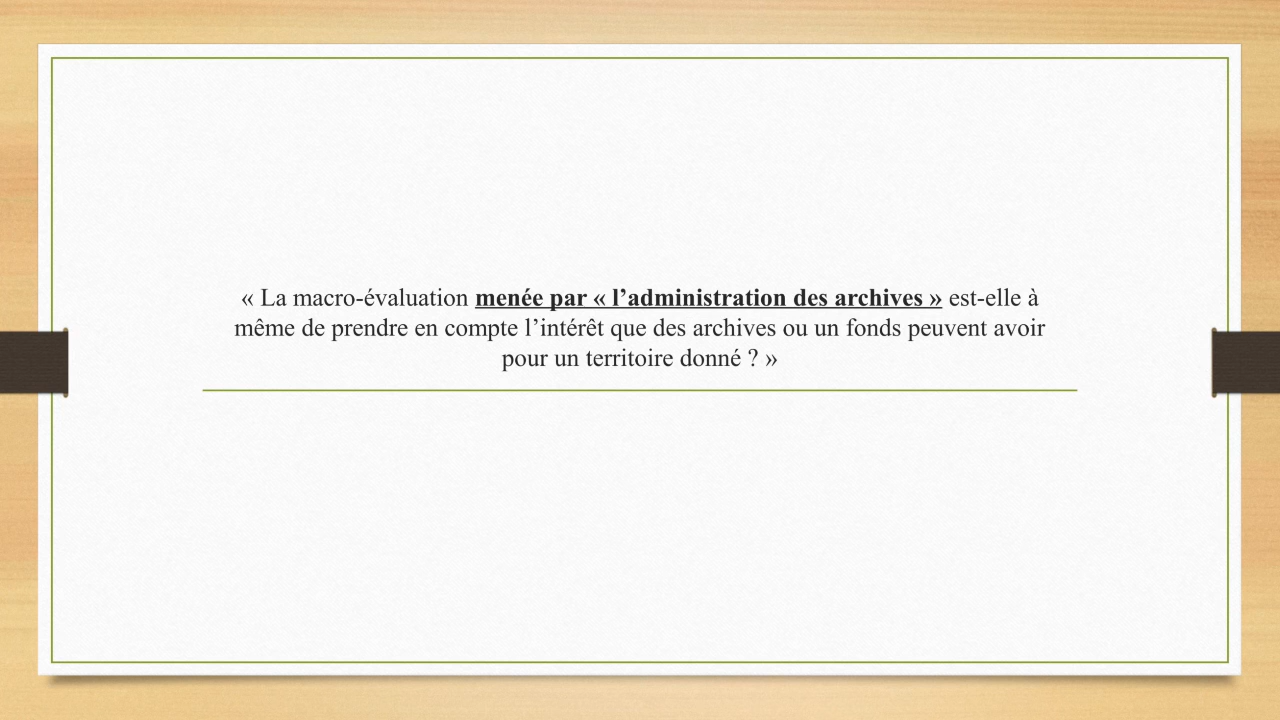 « La macro-évaluation menée par « l’administration des archives » est-elle à
même de prendre en compte l’intérêt que des archives ou un fonds peuvent avoir
pour un territoire donné ? »